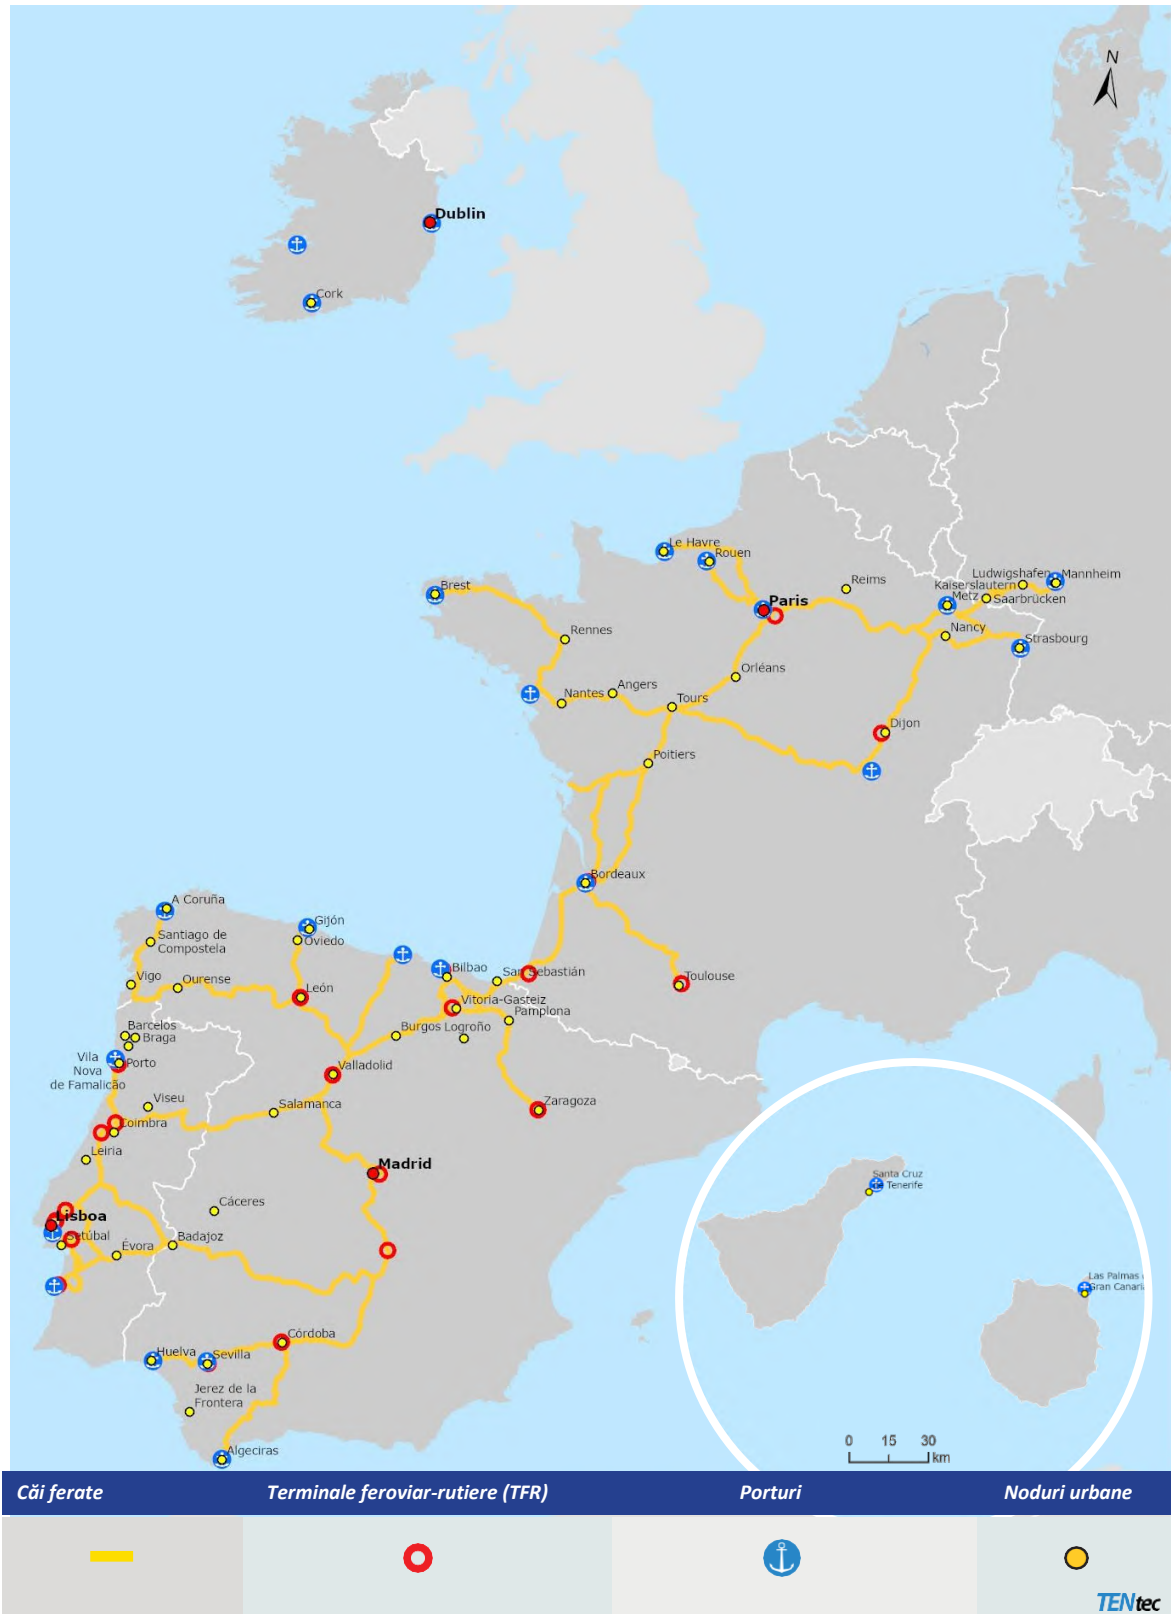 N
Dublin
Cork
Le Havre
Rouen
Reims
Ludwigshafen
Mannheim
Kaiserslautern
Metz
Saarbrücken
Paris
Brest
Rennes
Nancy
Strasbourg
Orléans
Angers
Nantes
Tours
Dijon
Poitiers
Bordeaux
A Coruña
Gijón
Santiago de
Compostela
Oviedo
Bilbao
San Sebastián
Toulouse
Vigo
Ourense
León
Vitoria-Gasteiz
Pamplona
Barcelos
Braga
Burgos
Logroño
Vila
Nova
de Famalicão
Porto
Valladolid
Viseu
Salamanca
Zaragoza
Coimbra
Leiria
Madrid
Santa Cruz
Tenerife
Cáceres
Lisboa
Setúbal
Évora
Badajoz
Las Palmas
Gran Canaria
Córdoba
Huelva
Sevilla
Jerez de la
Frontera
Algeciras
0 15 30
km
Căi ferate
Terminale feroviar-rutiere (TFR)
Porturi
Noduri urbane
TENtec